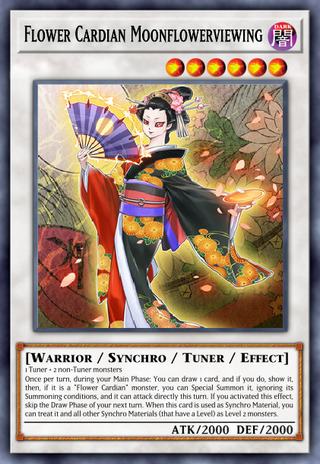 Flower Cardian Moonflowerviewing
DARK
闇
[Warrior / Synchro / Tuner / Effect]
1 Tuner + 2 non-Tuner monsters
Once per turn, during your Main Phase: You can draw 1 card, and if you do, show it,
then, if it is a "Flower Cardian" monster, you can Special Summon it, ignoring its
Summoning conditions, and it can attack directly this turn. If you activated this effect,
skip the Draw Phase of your next turn. When this card is used as Synchro Material, you
can treat it and all other Synchro Materials (that have a Level) as Level 2 monsters.
ATK/2000 DEF/2000